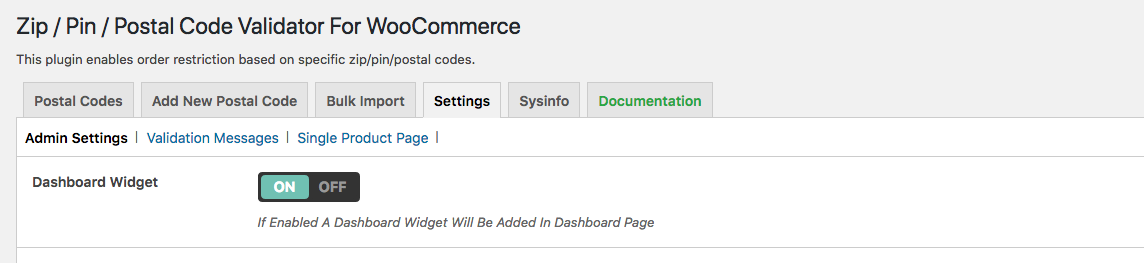 Zip / Pin / Postal Code Validator For WooCommerce
This plugin enables order restriction based on specific zip/pin/postal codes.
Postal Codes Add New Postal Code Bulk Import Settings Sysinfo Documentation
Admin Settings | Validation Messages | Single Product Page |
Dashboard Widget ON OFF
If Enabled A Dashboard Widget Will Be Added In Dashboard Page